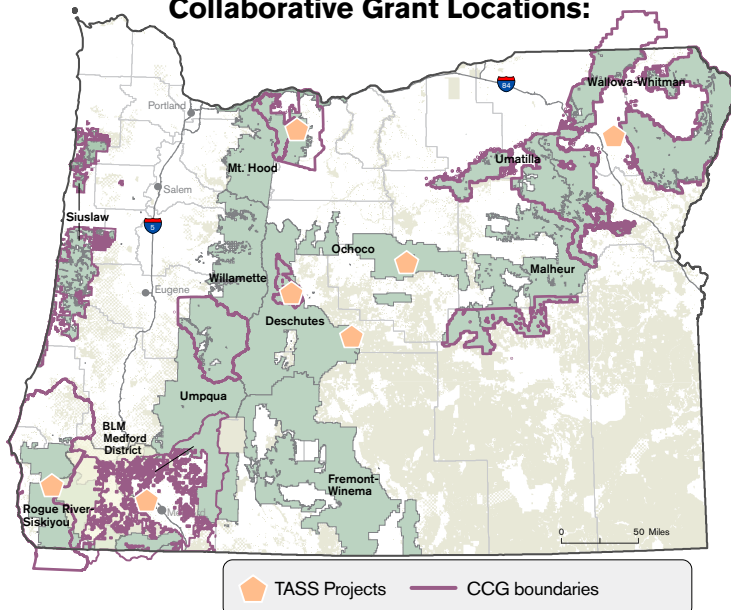 Collaborative Grant Locations:
84
Wallowa-Whitman
Portland
Umatilla
Mt. Hood
Salem
Siuslaw
5
Ochoco
Malheur
Willamette
Eugene
Deschutes
Umpqua
BLM
Medford
District
Fremont-
Winema
Rogue River-
Siskiyou
0 50 Miles
TASS Projects
CCG boundaries